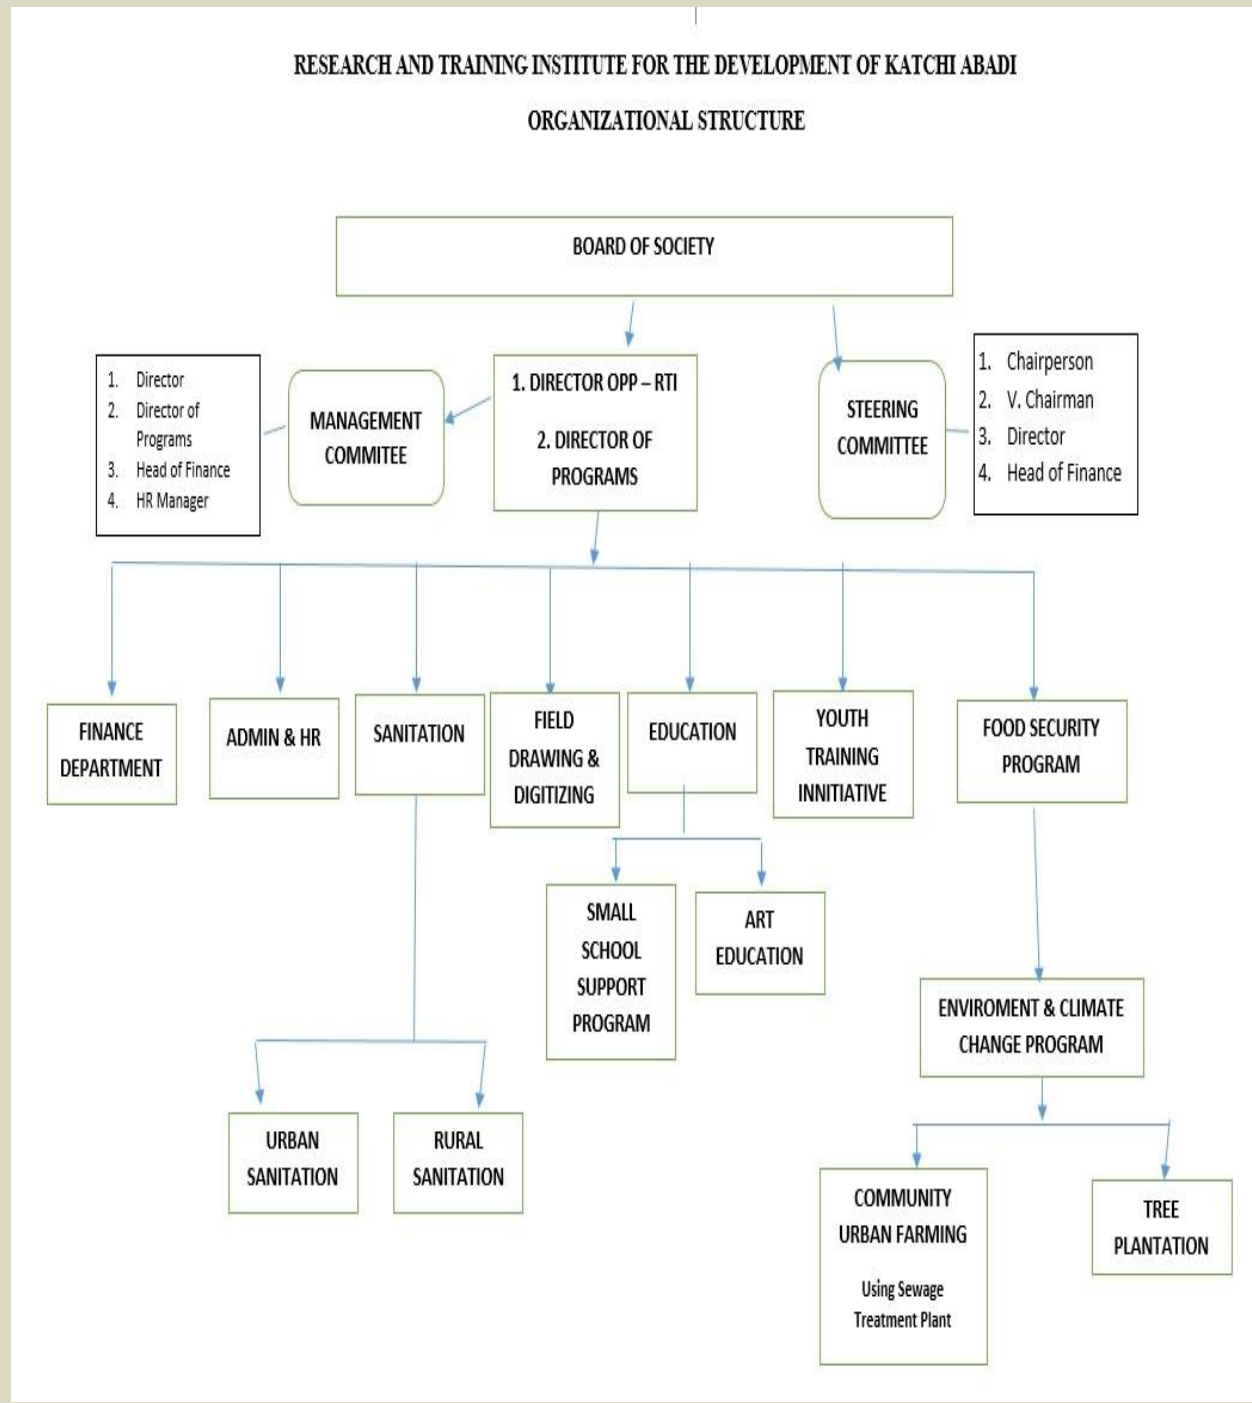 RESEARCH AND TRAINING INSTITUTE FOR THE DEVELOPMENT OF KATCHI ABADI
ORGANIZATIONAL STRUCTURE
BOARD OF SOCIETY
1. Director
2. Director of
Programs
3. Head of Finance
4. HR Manager
MANAGEMENT
COMMITEE
1. DIRECTOR OPP – RTI
2. DIRECTOR OF
PROGRAMS
STEERING
COMMITTEE
1. Chairperson
2. V. Chairman
3. Director
4. Head of Finance
FINANCE
DEPARTMENT
ADMIN & HR
SANITATION
FIELD
DRAWING &
DIGITIZING
EDUCATION
YOUTH
TRAINING
INNITIATIVE
FOOD SECURITY
PROGRAM
SMALL
SCHOOL
SUPPORT
PROGRAM
ART
EDUCATION
ENVIROMENT & CLIMATE
CHANGE PROGRAM
URBAN
SANITATION
RURAL
SANITATION
COMMUNITY
URBAN FARMING
Using Sewage
Treatment Plant
TREE
PLANTATION